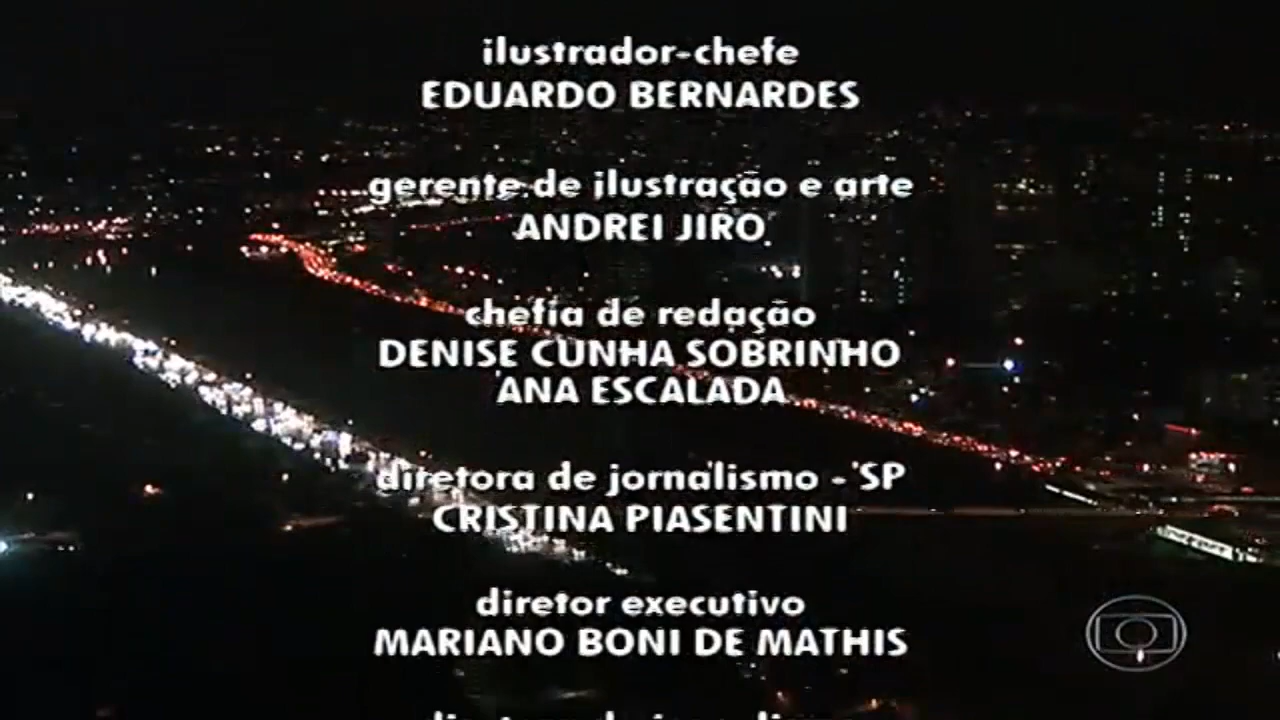 ilustrador-chefe
EDUARDO BERNARDES
gerente de ilustração e arte
ANDREI JIRO
chefia de redação
DENISE CUNHA SOBRINHO
ANA ESCALADA
diretora de jornalismo - SP
CRISTINA PIASENTINI
diretor executivo
MARIANO BONI DE MATHIS